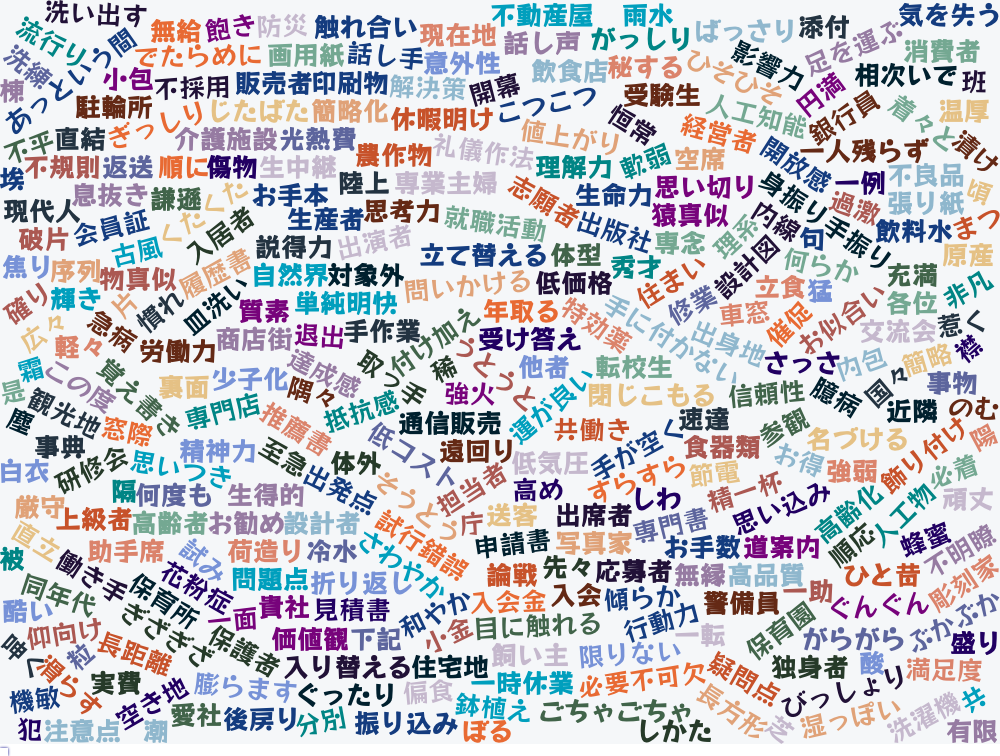 洗い出す
無給
飽き
防災
触れ合い
現在地
不動産屋
雨水
話し声
がっしり
ばっさり
添付
気を失う
流行り
あっという間
でたらめに
画用紙
話し手
意外性
飲食店
秘する
ひそひそ
影響力
足を運ぶ
消費者
洗練
棟
小包
不採用
販売者
印刷物
解決策
開幕
こつこつ
受験生
円満
相次いで
班
駐輪所
ぎっしり
じたばた
簡略化
休暇明け
値上がり
恒常
経営者
人工知能
銀行員
着々と
温厚
漬け
不平
直結
介護施設
光熱費
農作物
礼儀作法
理解力
軟弱
空席
開放感
一人残らず
埃
不規則
返送
順に
傷物
生中継
陸上
専業主婦
志願者
生命力
思い切り
身振り手振り
一例
不良品
頃
現代人
息抜き
謙遜
くたくた
お手本
生産者
思考力
就職活動
出版社
猿真似
内線
過激
張り紙
飲料水
まつ
破片
会員証
古風
入居者
説得力
出演者
立て替える
体型
専念
理系
設計図
句
何らか
原産
焦り
序列
物真似
履歴書
自然界
対象外
問いかける
低価格
秀才
住まい
立食
猛
充満
非凡
確り
輝き
片
慣れ
皿洗い
質素
単純明快
年取る
特効薬
手に付かない
修業
車窓
催促
お似合い
各位
惹く
広々
軽々
急病
労働力
商店街
退出
手作業
付け加え
うとうと
受け答え
出身地
さっさ
内包
交流会
簡略
襟
是
霜
この度
覚え書き
裏面
少子化
達成感
隅々
取っ手
稀
強火
他者
転校生
閉じこもる
信頼性
臆病
国々
事物
塵
観光地
窓際
専門店
推薦書
抵抗感
通信販売
運が良い
共働き
速達
参観
近隣
のむ
事典
研修会
思いつき
精神力
至急
体外
低コスト
遠回り
低気圧
手が空く
食器類
名づける
飾り付け
陽
白衣
隔
何度も
生得的
出発点
そうとう
担当者
高め
ずらすら
しわ
節電
精一杯
お得
強弱
思い込み
高齢化
人工物
必着
頑丈
厳守
上級者
高齢者
お勧め
設計者
試行錯誤
庁
送客
出席者
専門書
順応
蜂蜜
不明瞭
直立
被
働き手
助手席
試み
荷造り
冷水
さわやか
申請書
写真家
お手数
道案内
同年代
保育所
花粉症
問題点
折り返し
論戦
先々
応募者
無縁
高品質
ひと昔
彫刻家
酷い
ぎざぎざ
一面
貴社
見積書
和やか
入会金
入会
傾らか
警備員
一助
ぐんぐん
ぶかぶか
呻く
仰向け
粒
長距離
保護者
価値観
下記
小金
目に触れる
行動力
一転
保育園
がらがら
盛り
滑らす
機敏
実費
空き地
膨らます
入り替える
住宅地
飼い主
限りない
疑問点
独身者
酸
満足度
ぐったり
偏食
一時休業
必要不可欠
長方形
びっしょり
共
犯
注意点
潮
愛社
後戻り
分別
振り込み
鉢植え
ぼる
ごちゃごちゃ
しかた
芝
湿っぽい
洗濯機
有限